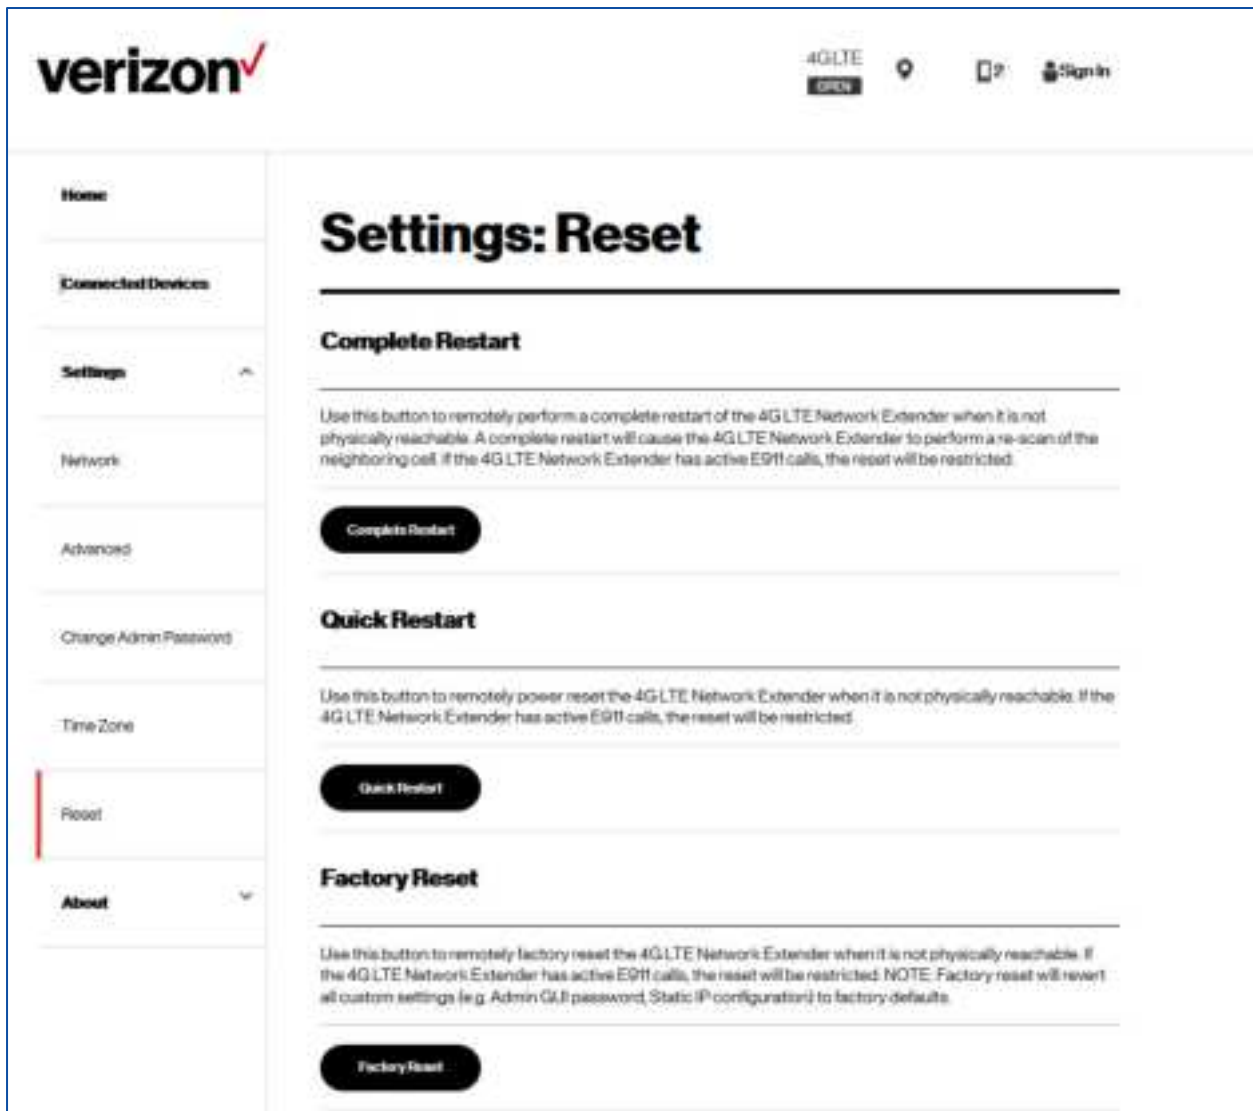 verizon
4G LTE
OPEN
2
Sign In
Home
Connected Devices
Settings
Network
Advanced
Change Admin Password
Time Zone
Reset
About
Settings: Reset
Complete Restart
Use this button to remotely perform a complete restart of the 4G LTE Network Extender when it is not
physically reachable. A complete restart will cause the 4G LTE Network Extender to perform a re-scan of the
neighboring cell. If the 4G LTE Network Extender has active E911 calls, the reset will be restricted.
Complete Restart
Quick Restart
Use this button to remotely power reset the 4G LTE Network Extender when it is not physically reachable. If the
4G LTE Network Extender has active E911 calls, the reset will be restricted.
Quick Restart
Factory Reset
Use this button to remotely factory reset the 4G LTE Network Extender when it is not physically reachable. If
the 4G LTE Network Extender has active E911 calls, the reset will be restricted. NOTE: Factory reset will revert
all custom settings (e.g. Admin GUI password, Static IP configuration) to factory defaults.
Factory Reset